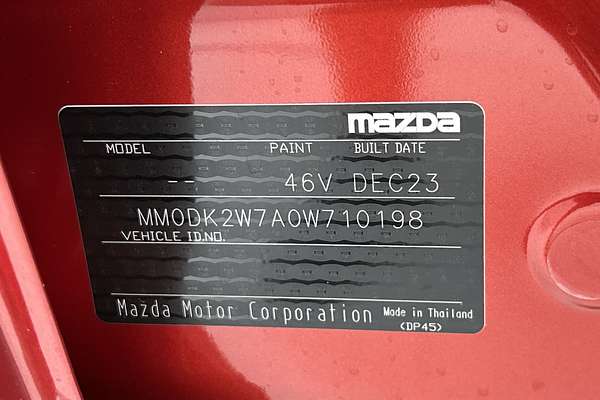 mazda
MODEL PAINT BUILT DATE
-- 46V DEC23
MM0DK2W7A0W710198
VEHICLE ID.NO.
Mazda Motor Corporation Made in Thailand
(DP45)